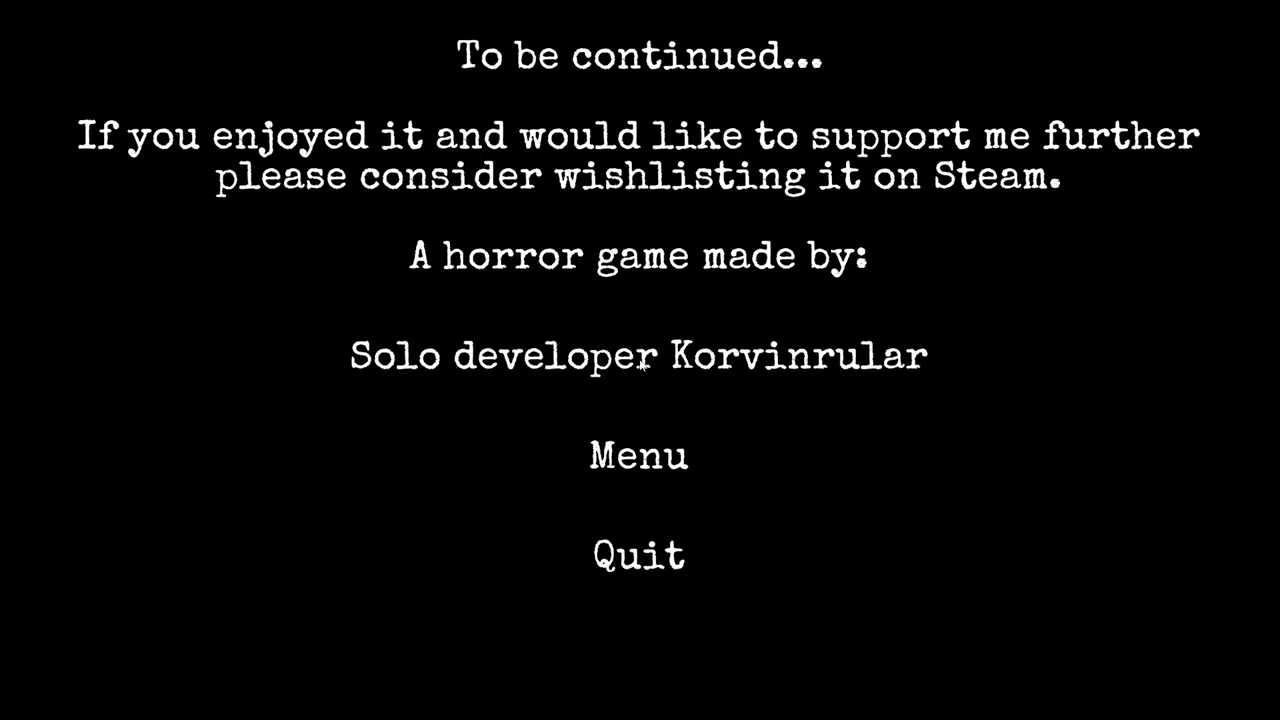 To be continued...
If you enjoyed it and would like to support me further
please consider wishlisting it on Steam.
A horror game made by:
Solo developer Korvinrular
Menu
Quit